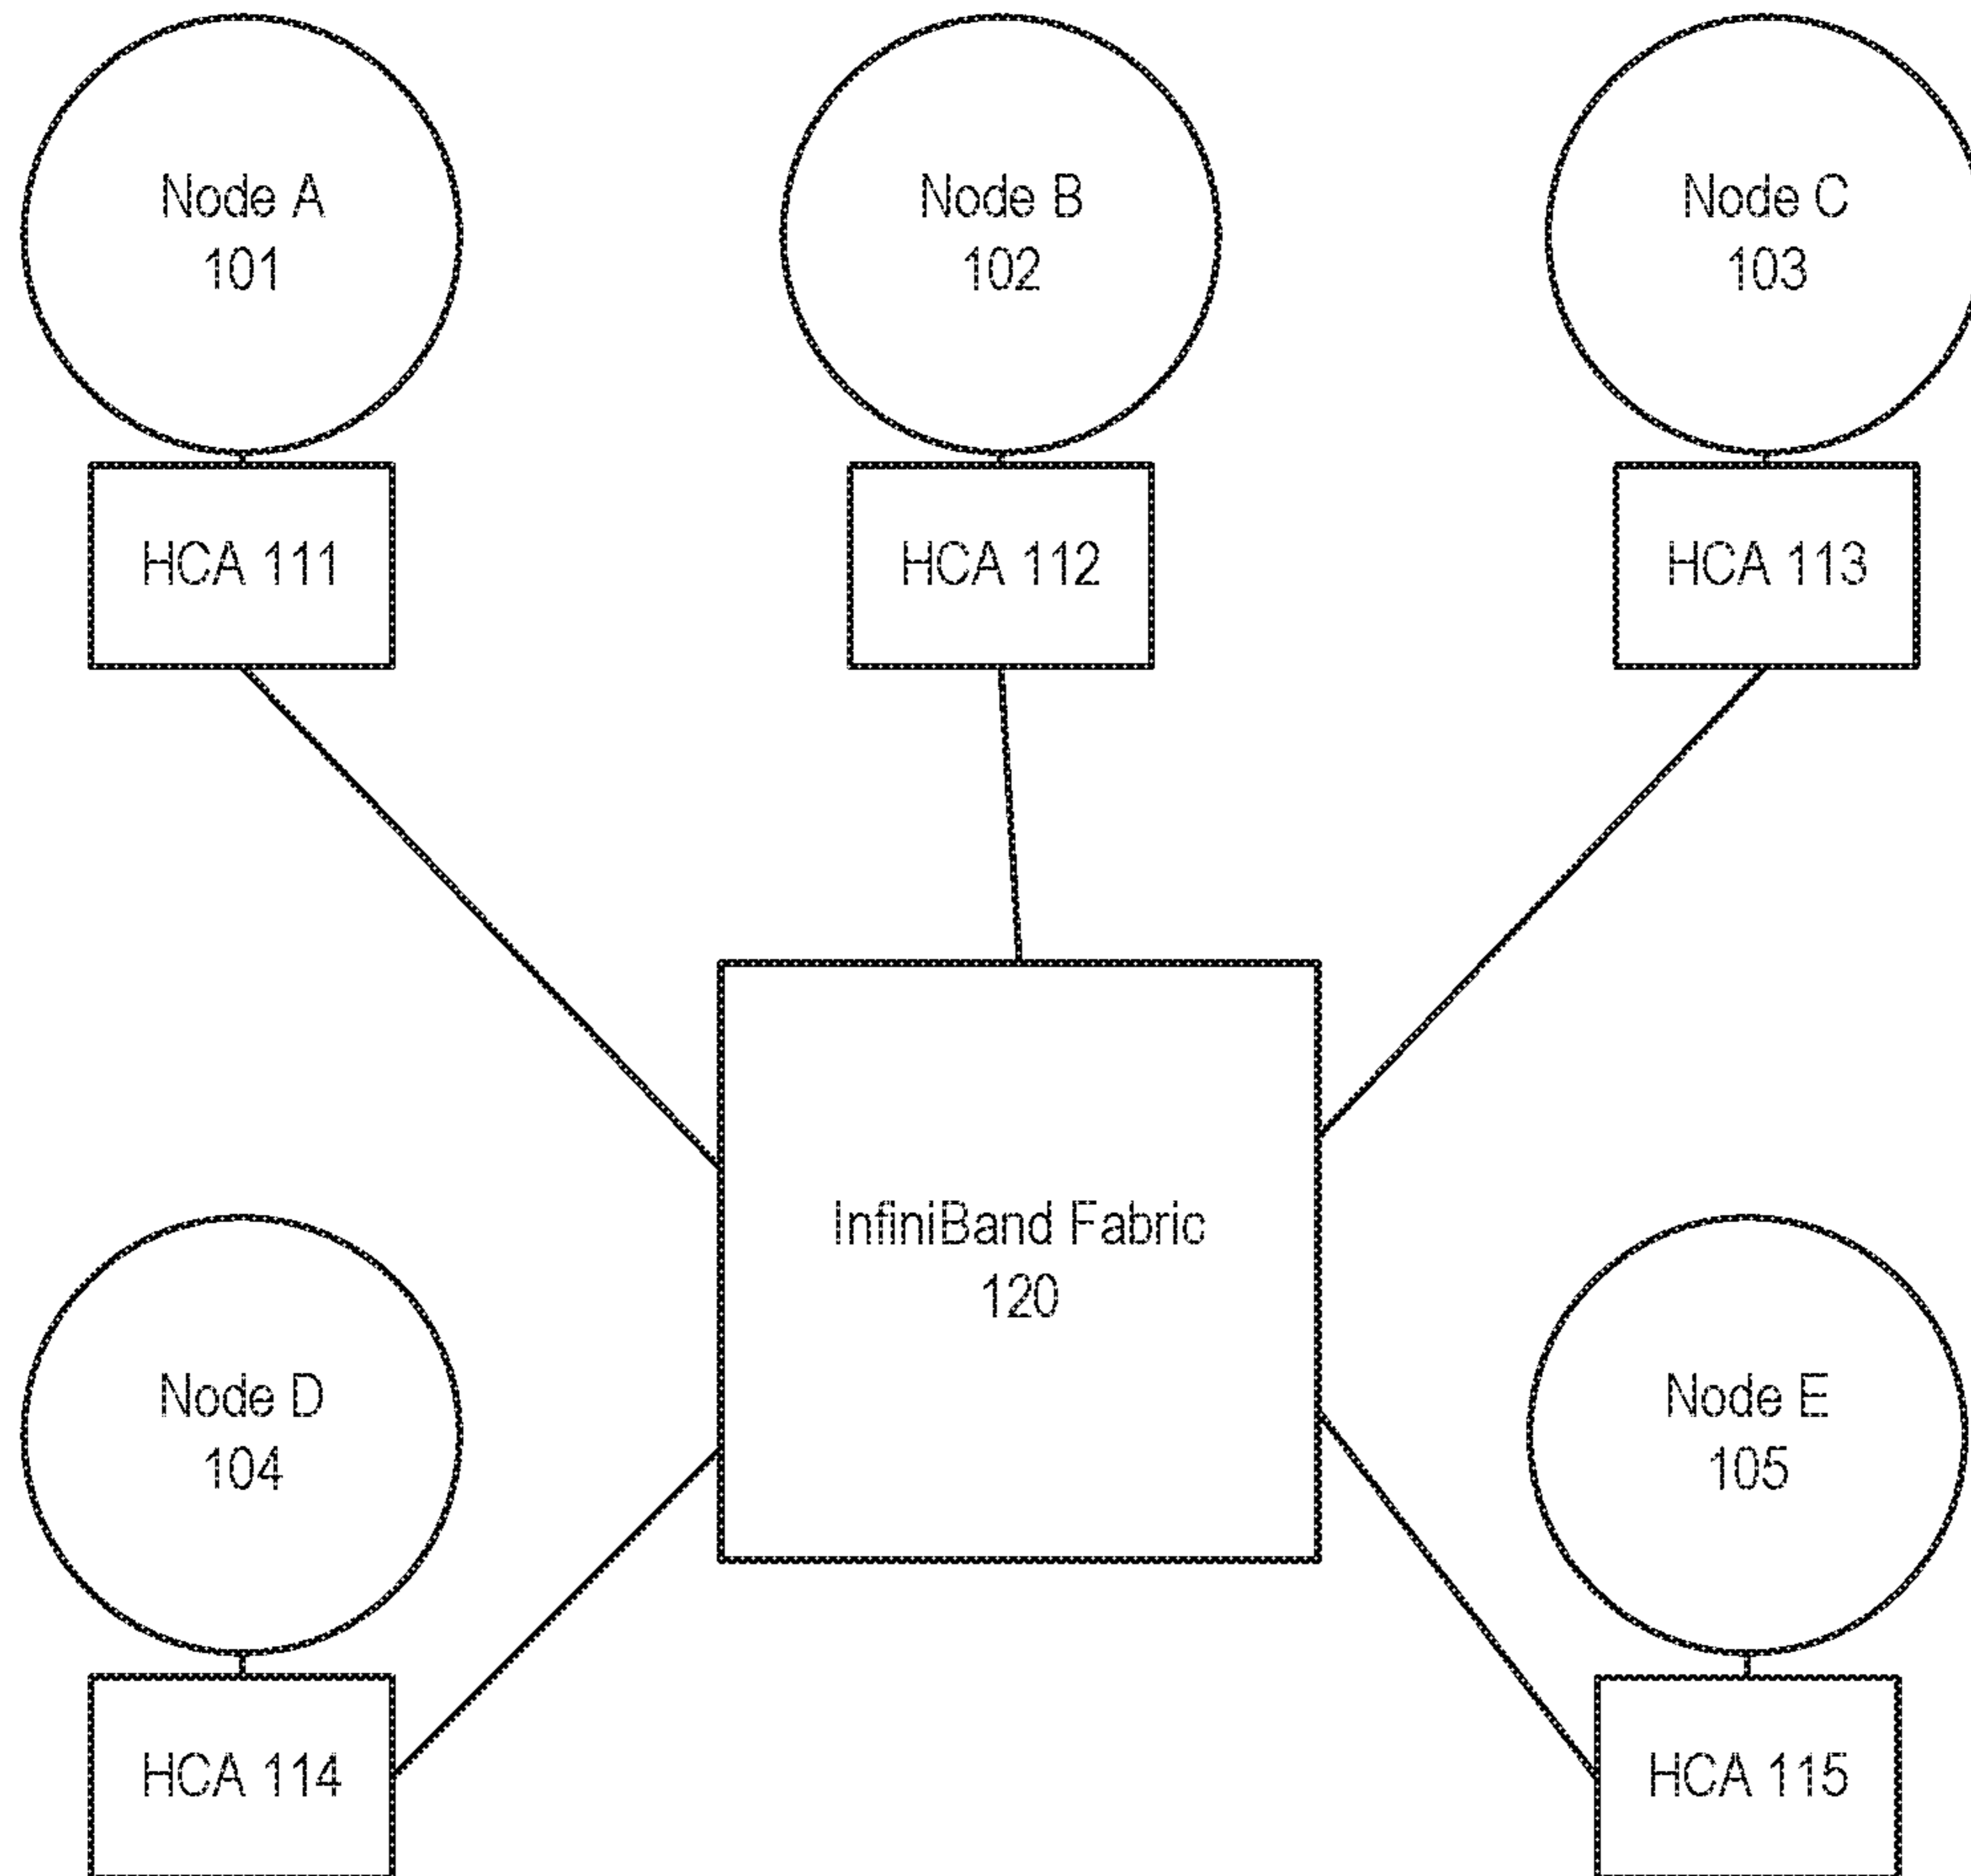 Node A
101
Node B
102
Node C
103
HCA 111
HCA 112
HCA 113
InfiniBand Fabric
120
Node D
104
Node E
105
HCA 114
HCA 115